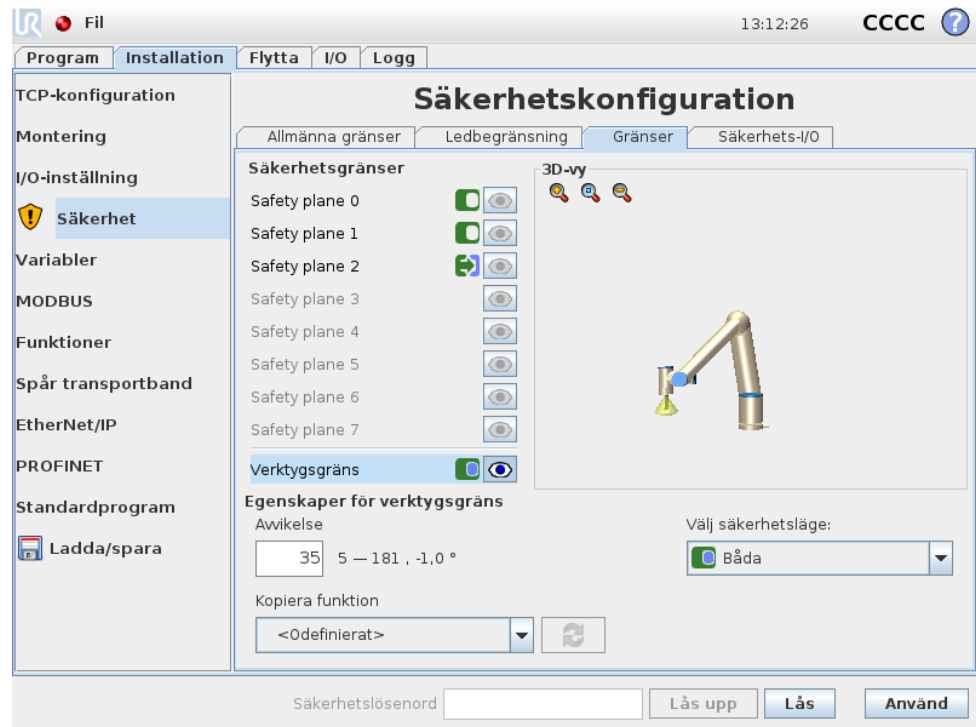 UR Fil 13:12:26 CCCC ?
Program Installation Flytta I/O Logg
TCP-konfiguration
Montering
I/O-inställning
Säkerhet
Variabler
MODBUS
Funktioner
Spår transportband
EtherNet/IP
PROFINET
Standardprogram
Ladda/spara
Säkerhetskonfiguration
Allmänna gränser Ledbegränsning Gränser Säkerhets-I/O
Säkerhetsgränser
Safety plane 0
Safety plane 1
Safety plane 2
Safety plane 3
Safety plane 4
Safety plane 5
Safety plane 6
Safety plane 7
Verktygsgräns
3D-vy
Egenskaper för verktygsgräns
Avvikelse
35 5 — 181 , -1,0 °
Välj säkerhetsläge:
Båda
Kopiera funktion
<Odefinierat>
Säkerhetslösenord Lås upp Lås Använd